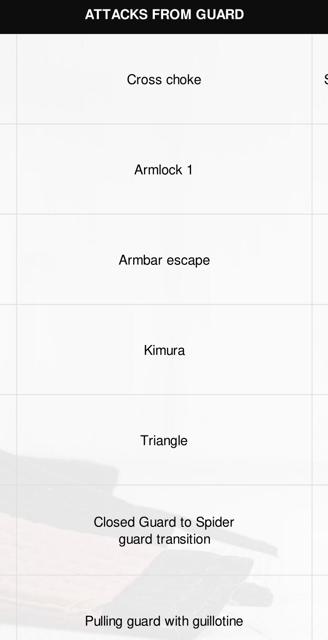 ATTACKS FROM GUARD
Cross choke
Armlock 1
Armbar escape
Kimura
Triangle
Closed Guard to Spider
guard transition
Pulling guard with guillotine